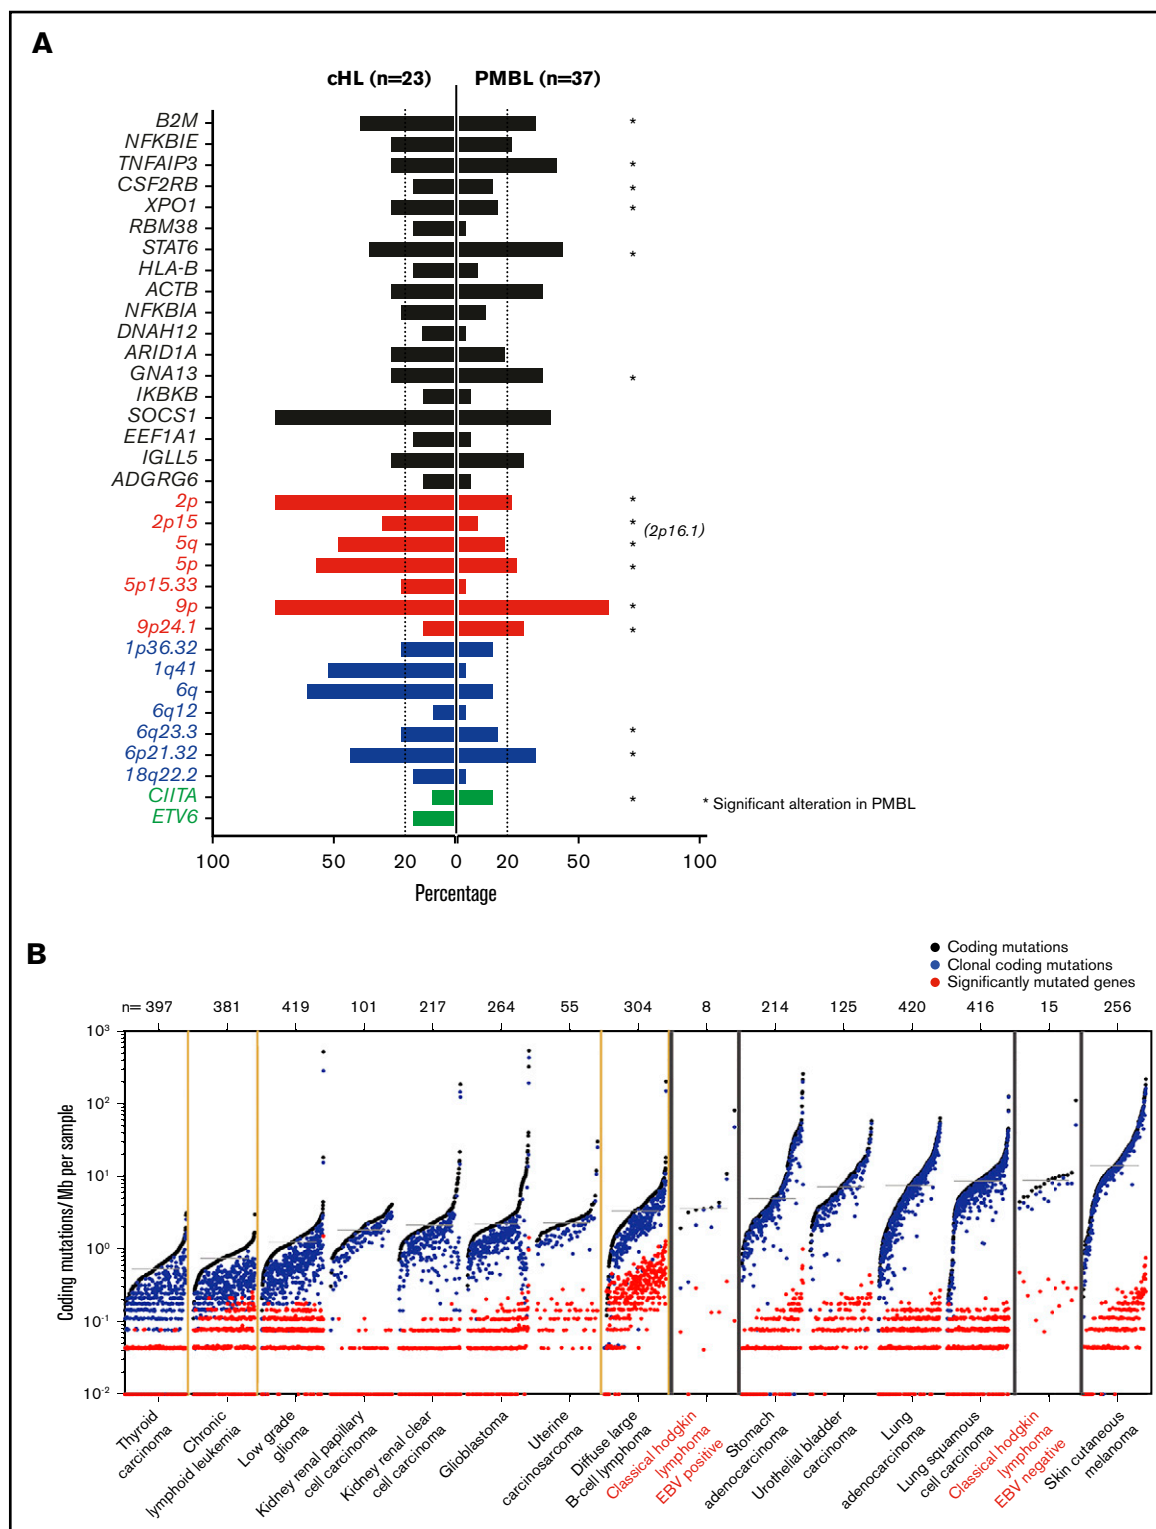 A
cHL (n=23) PMBL (n=37)
B2M *
NFKBIE
TNFAIP3 *
CSF2RB *
XPO1 *
RBM38
STAT6 *
HLA-B
ACTB
NFKBIA
DNAH12
ARID1A
GNA13 *
IKBKB
SOCS1
EEF1A1
IGLL5
ADGRG6
2p *
2p15 * (2p16.1)
5q *
5p *
5p15.33
9p *
9p24.1 *
1p36.32
1q41
6q
6q12
6q23.3 *
6p21.32 *
18q22.2
CIITA * * Significant alteration in PMBL
ETV6
100 50 20 0 20 50 100
Percentage
B
Coding mutations
Clonal coding mutations
Significantly mutated genes
n= 397 381 419 101 217 264 55 304 8 214 125 420 416 15 256
10³
10²
10¹
10⁰
10⁻¹
10⁻²
Coding mutations/Mb per sample
Thyroid
carcinoma
Chronic
lymphoid leukemia
Low grade
glioma
Kidney renal papillary
cell carcinoma
Kidney renal clear
cell carcinoma
Glioblastoma
Uterine
carcinosarcoma
Diffuse large
B-cell lymphoma
Classical hodgkin
lymphoma
EBV positive
Stomach
adenocarcinoma
Urothelial bladder
carcinoma
Lung
adenocarcinoma
Lung squamous
cell carcinoma
Classical hodgkin
lymphoma
EBV negative
Skin cutaneous
melanoma